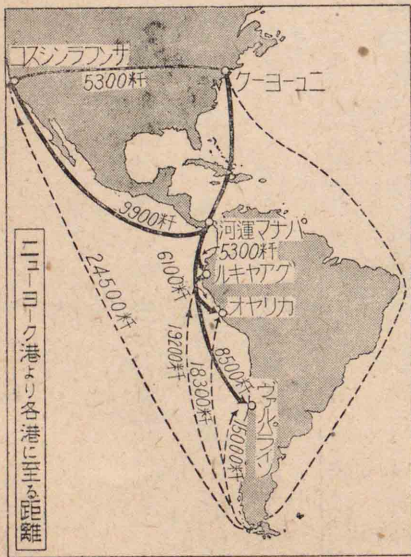 サンフランシスコ
5300粁
ニューヨーク
9900粁
パナマ運河
5300粁
グアヤキル
6100粁
カリヤオ
24500粁
19200粁
18300粁
8500粁
15000粁
ヴァルパライソ
ニューヨーク港より各港に至る距離